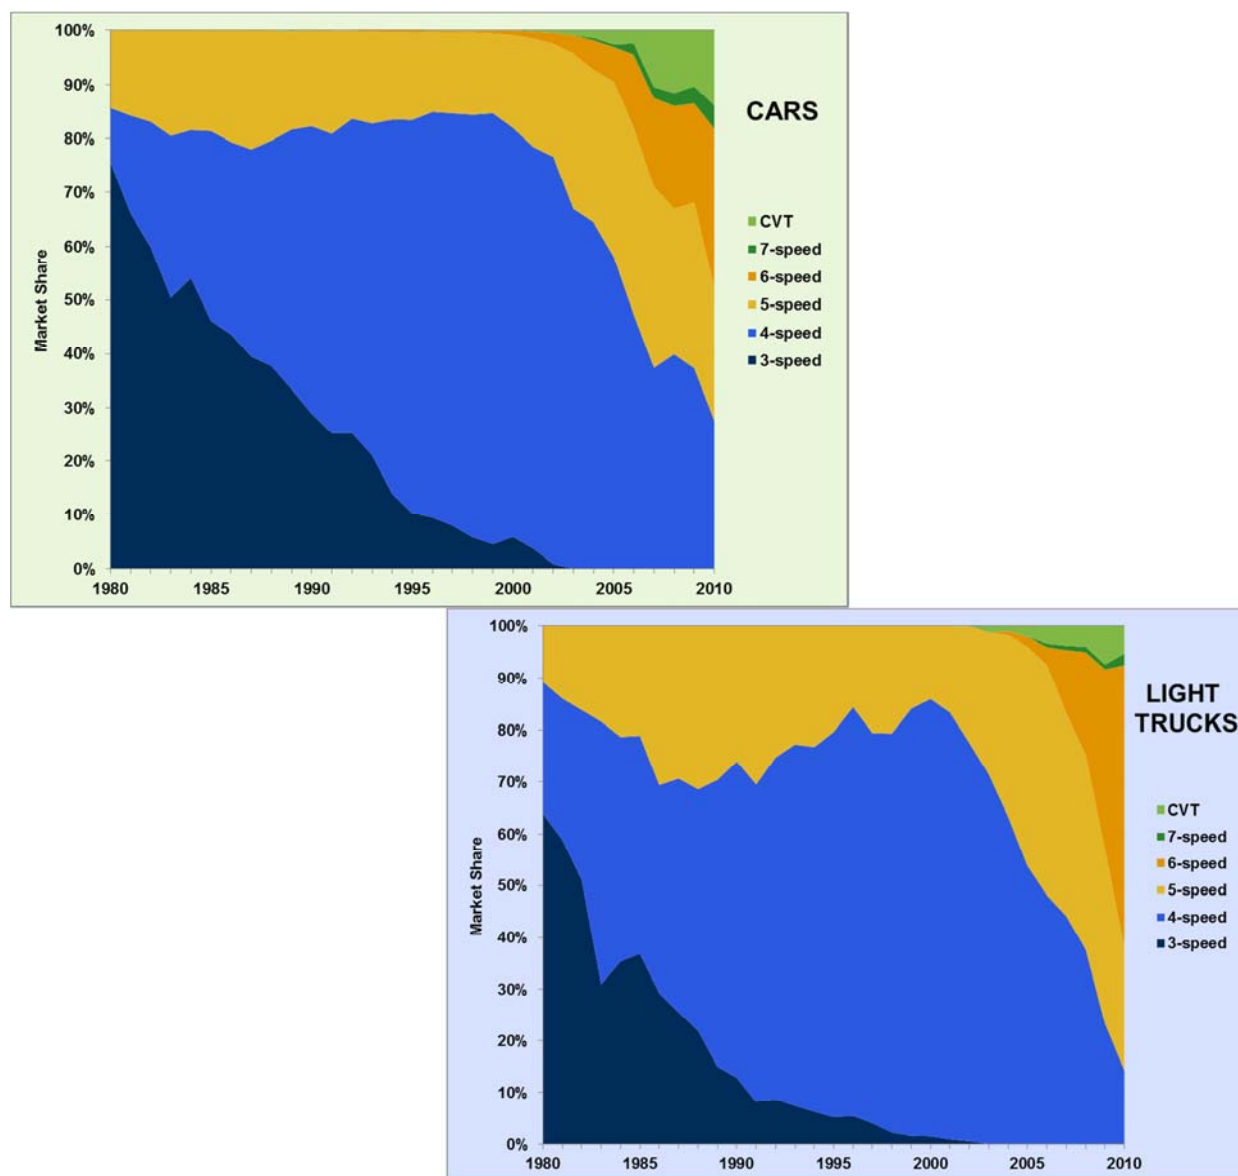 100%
90%
80%
70%
60%
50%
40%
30%
20%
10%
0%
Market Share
1980 1985 1990 1995 2000 2005 2010
CARS
CVT
7-speed
6-speed
5-speed
4-speed
3-speed
100%
90%
80%
70%
60%
50%
40%
30%
20%
10%
0%
Market Share
1980 1985 1990 1995 2000 2005 2010
LIGHT
TRUCKS
CVT
7-speed
6-speed
5-speed
4-speed
3-speed